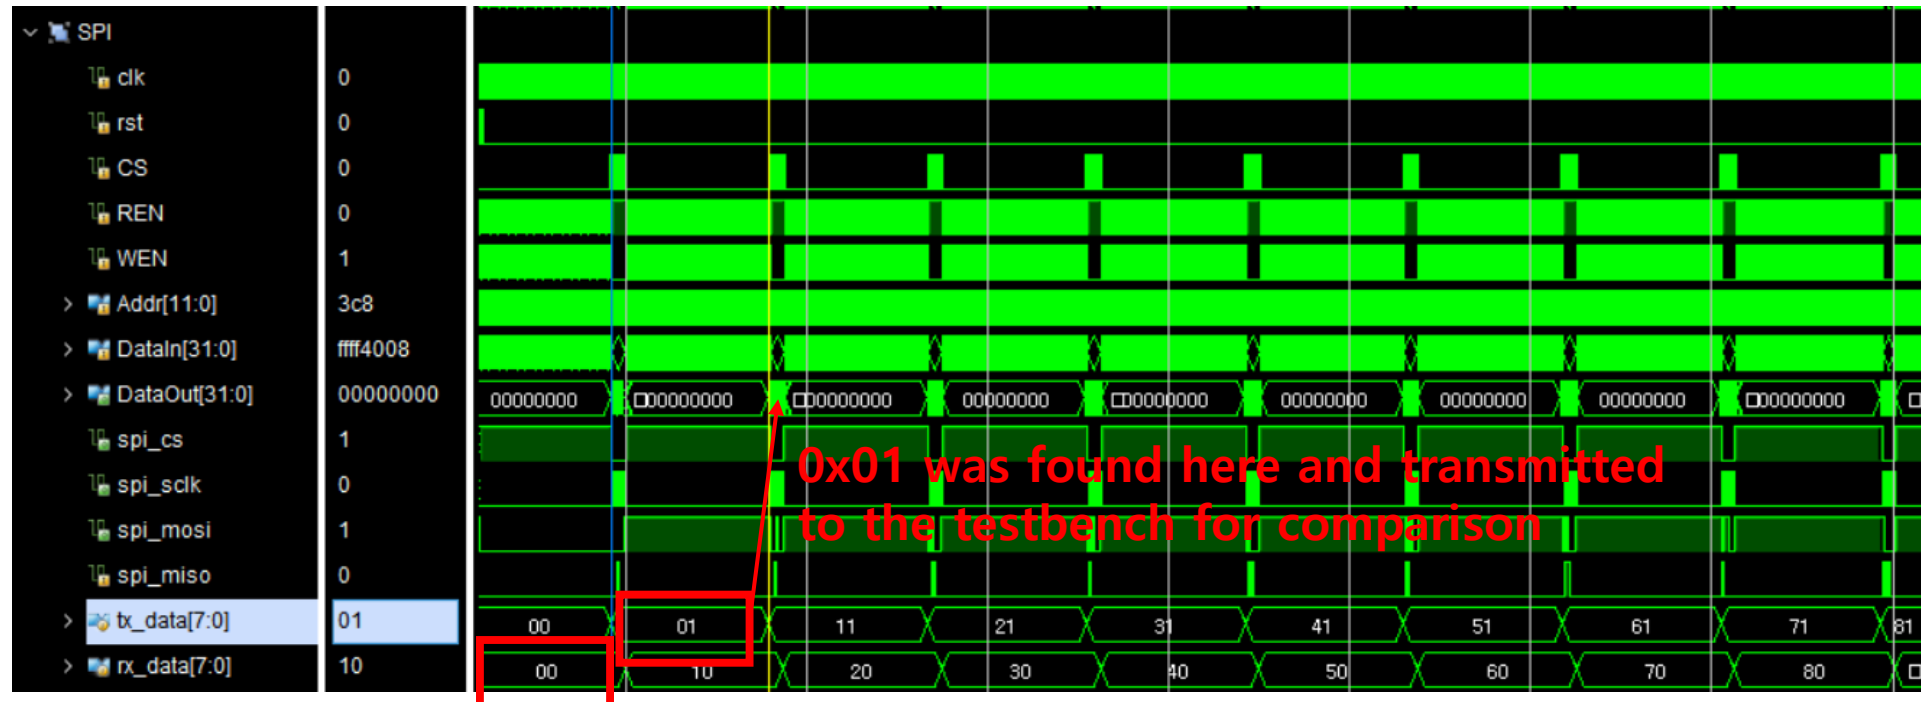 SPI
clk 0
rst 0
CS 0
REN 0
WEN 1
Addr[11:0] 3c8
DataIn[31:0] ffff4008
DataOut[31:0] 00000000 00000000 00000000 00000000 00000000 00000000 00000000 00000000 00000000 00000000
spi_cs 1
spi_sclk 0
spi_mosi 1
spi_miso 0
0x01 was found here and transmitted
to the testbench for comparison
tx_data[7:0] 01 00 01 11 21 31 41 51 61 71 81
rx_data[7:0] 10 00 10 20 30 40 50 60 70 80